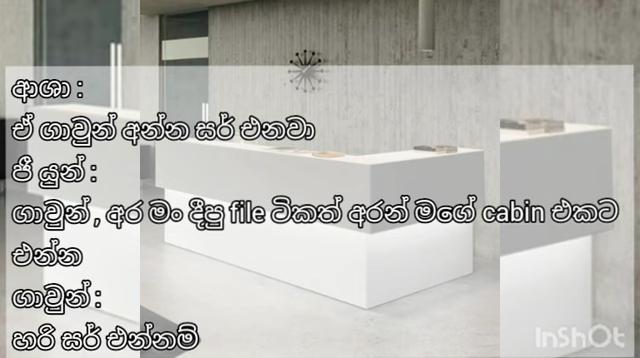 ආශා :
ඒ ගාවුන් අන්න සර් එනවා
ජී යුන් :
ගාවුන් , අර මං දීපු file ටිකත් අරන් මගේ cabin එකට
එන්න
ගාවුන් :
හරි සර් එන්නම්
InShOt